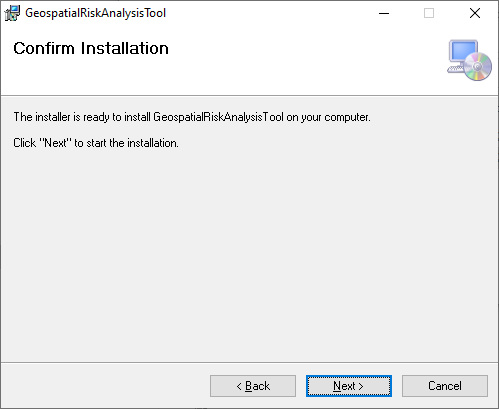 GeospatialRiskAnalysisTool
Confirm Installation
The installer is ready to install GeospatialRiskAnalysisTool on your computer.
Click "Next" to start the installation.
< Back
Next >
Cancel